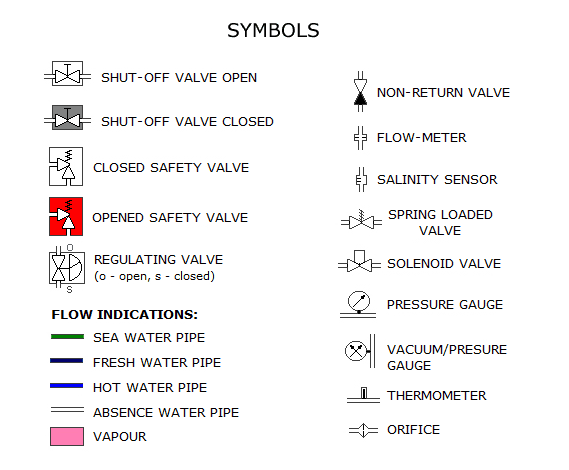 SYMBOLS
SHUT-OFF VALVE OPEN
SHUT-OFF VALVE CLOSED
CLOSED SAFETY VALVE
OPENED SAFETY VALVE
O
REGULATING VALVE
(o - open, s - closed)
S
FLOW INDICATIONS:
SEA WATER PIPE
FRESH WATER PIPE
HOT WATER PIPE
ABSENCE WATER PIPE
VAPOUR
NON-RETURN VALVE
FLOW-METER
SALINITY SENSOR
SPRING LOADED
VALVE
SOLENOID VALVE
PRESSURE GAUGE
VACUUM/PRESURE
GAUGE
THERMOMETER
ORIFICE